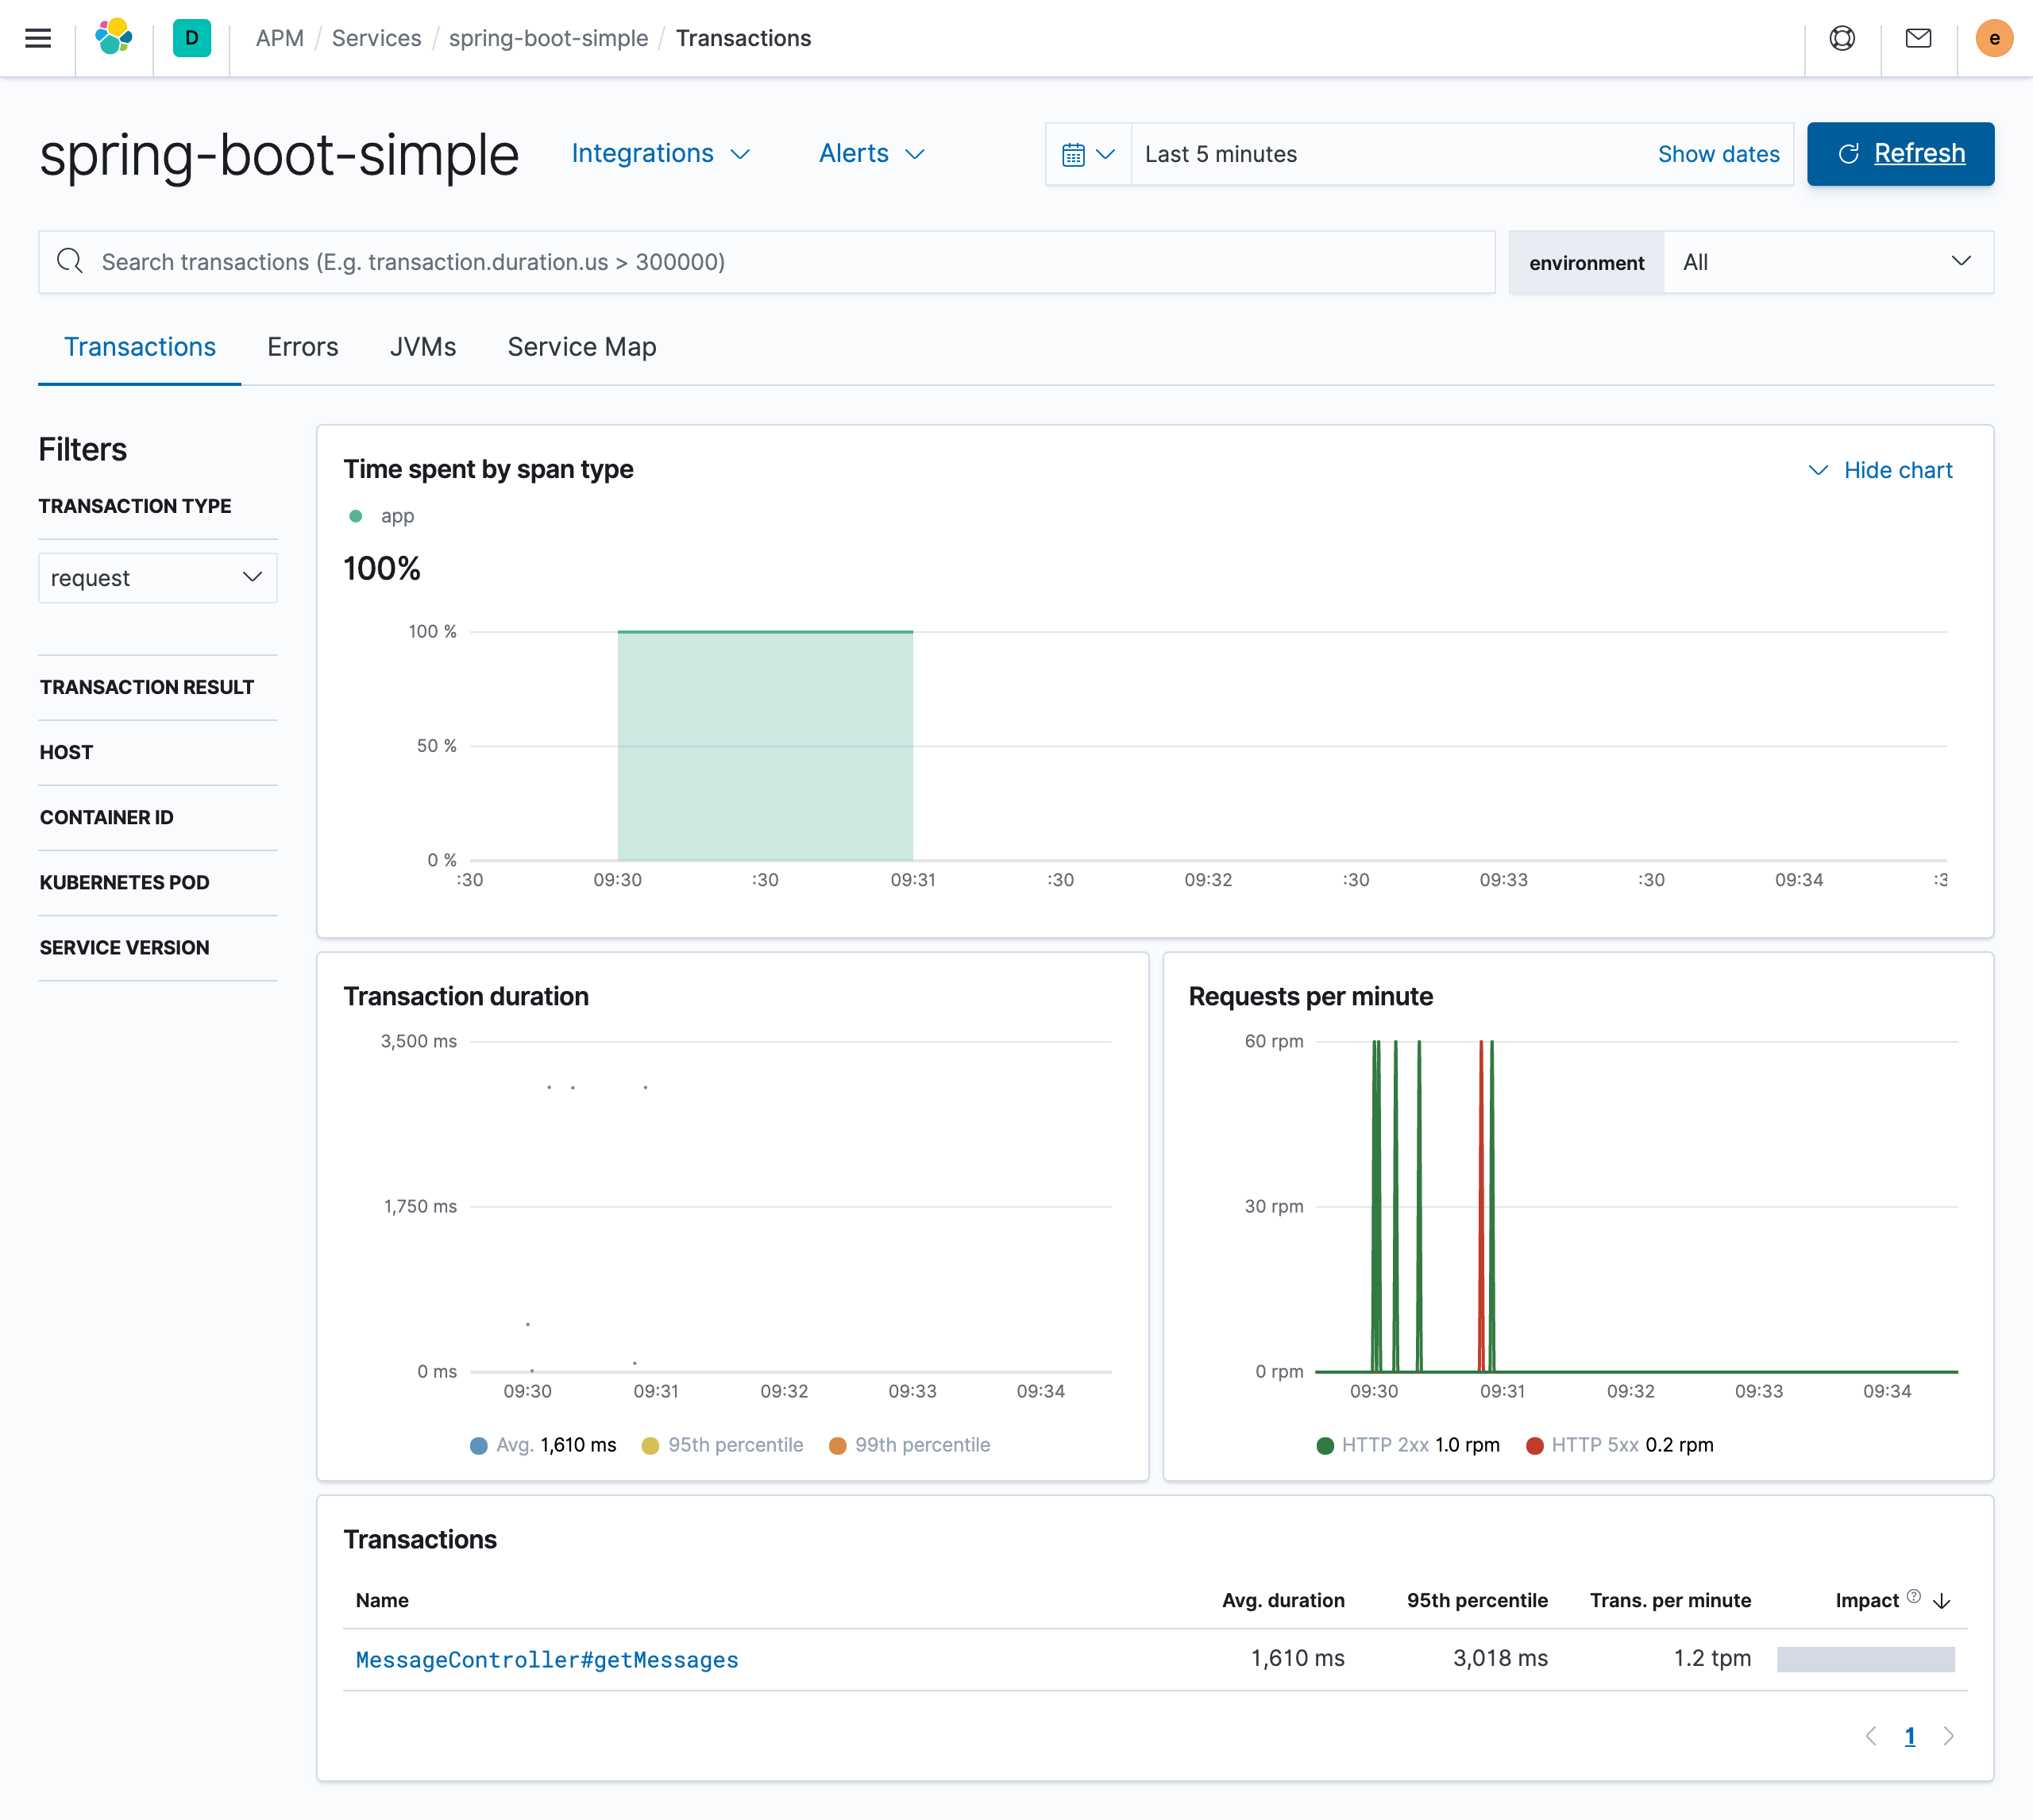 D APM / Services / spring-boot-simple / Transactions e
spring-boot-simple Integrations Alerts Last 5 minutes Show dates Refresh
Search transactions (E.g. transaction.duration.us > 300000) environment All
Transactions Errors JVMs Service Map
Filters
TRANSACTION TYPE
request
TRANSACTION RESULT
HOST
CONTAINER ID
KUBERNETES POD
SERVICE VERSION
Time spent by span type Hide chart
app
100%
100 %
50 %
0 %
:30 09:30 :30 09:31 :30 09:32 :30 09:33 :30 09:34 :3
Transaction duration
3,500 ms
1,750 ms
0 ms
09:30 09:31 09:32 09:33 09:34
Avg. 1,610 ms 95th percentile 99th percentile
Requests per minute
60 rpm
30 rpm
0 rpm
09:30 09:31 09:32 09:33 09:34
HTTP 2xx 1.0 rpm HTTP 5xx 0.2 rpm
Transactions
Name Avg. duration 95th percentile Trans. per minute Impact
MessageController#getMessages 1,610 ms 3,018 ms 1.2 tpm
1